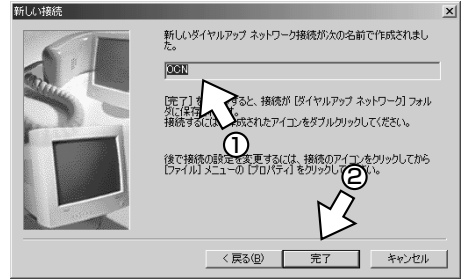 新しい接続
新しいダイヤルアップ ネットワーク接続が次の名前で作成されまし
た。
OCN
[完了] をすると、接続が [ダイヤルアップ ネットワーク] フォル
ダに保存
接続するには成されたアイコンをダブルクリックしてください。
①
後で接続の設定を変更するには、接続のアイコンをクリックしてから
[ファイル] メニューの [プロパティ] をクリックしてい。
②
< 戻る(B)
完了
キャンセル